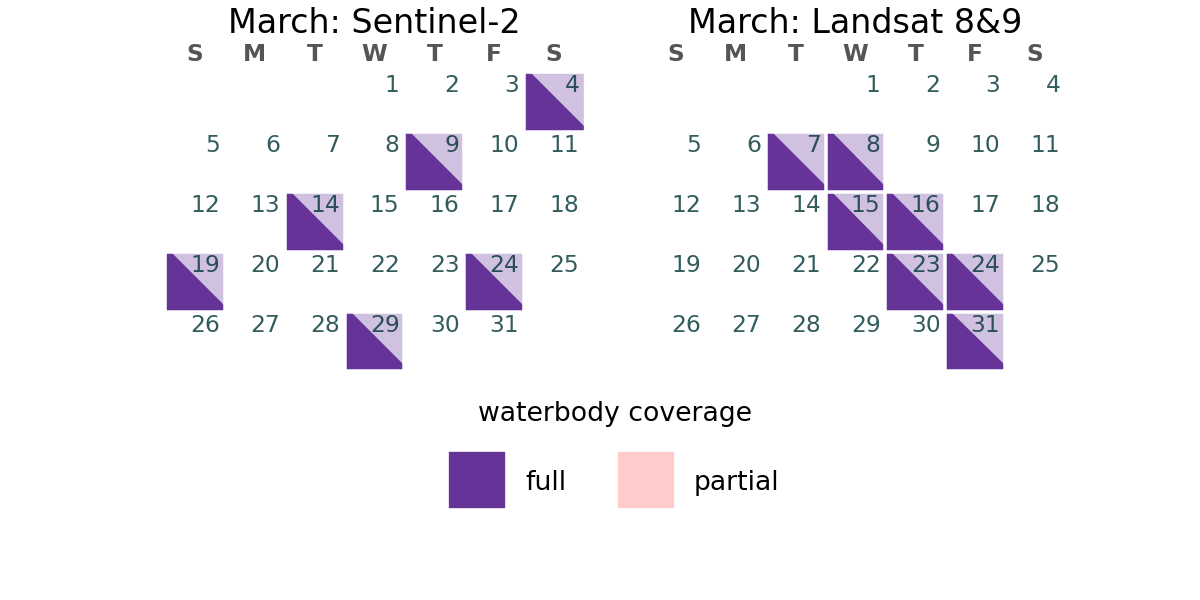 March: Sentinel-2
S M T W T F S
1 2 3 4
5 6 7 8 9 10 11
12 13 14 15 16 17 18
19 20 21 22 23 24 25
26 27 28 29 30 31
March: Landsat 8&9
S M T W T F S
1 2 3 4
5 6 7 8 9 10 11
12 13 14 15 16 17 18
19 20 21 22 23 24 25
26 27 28 29 30 31
waterbody coverage
full
partial